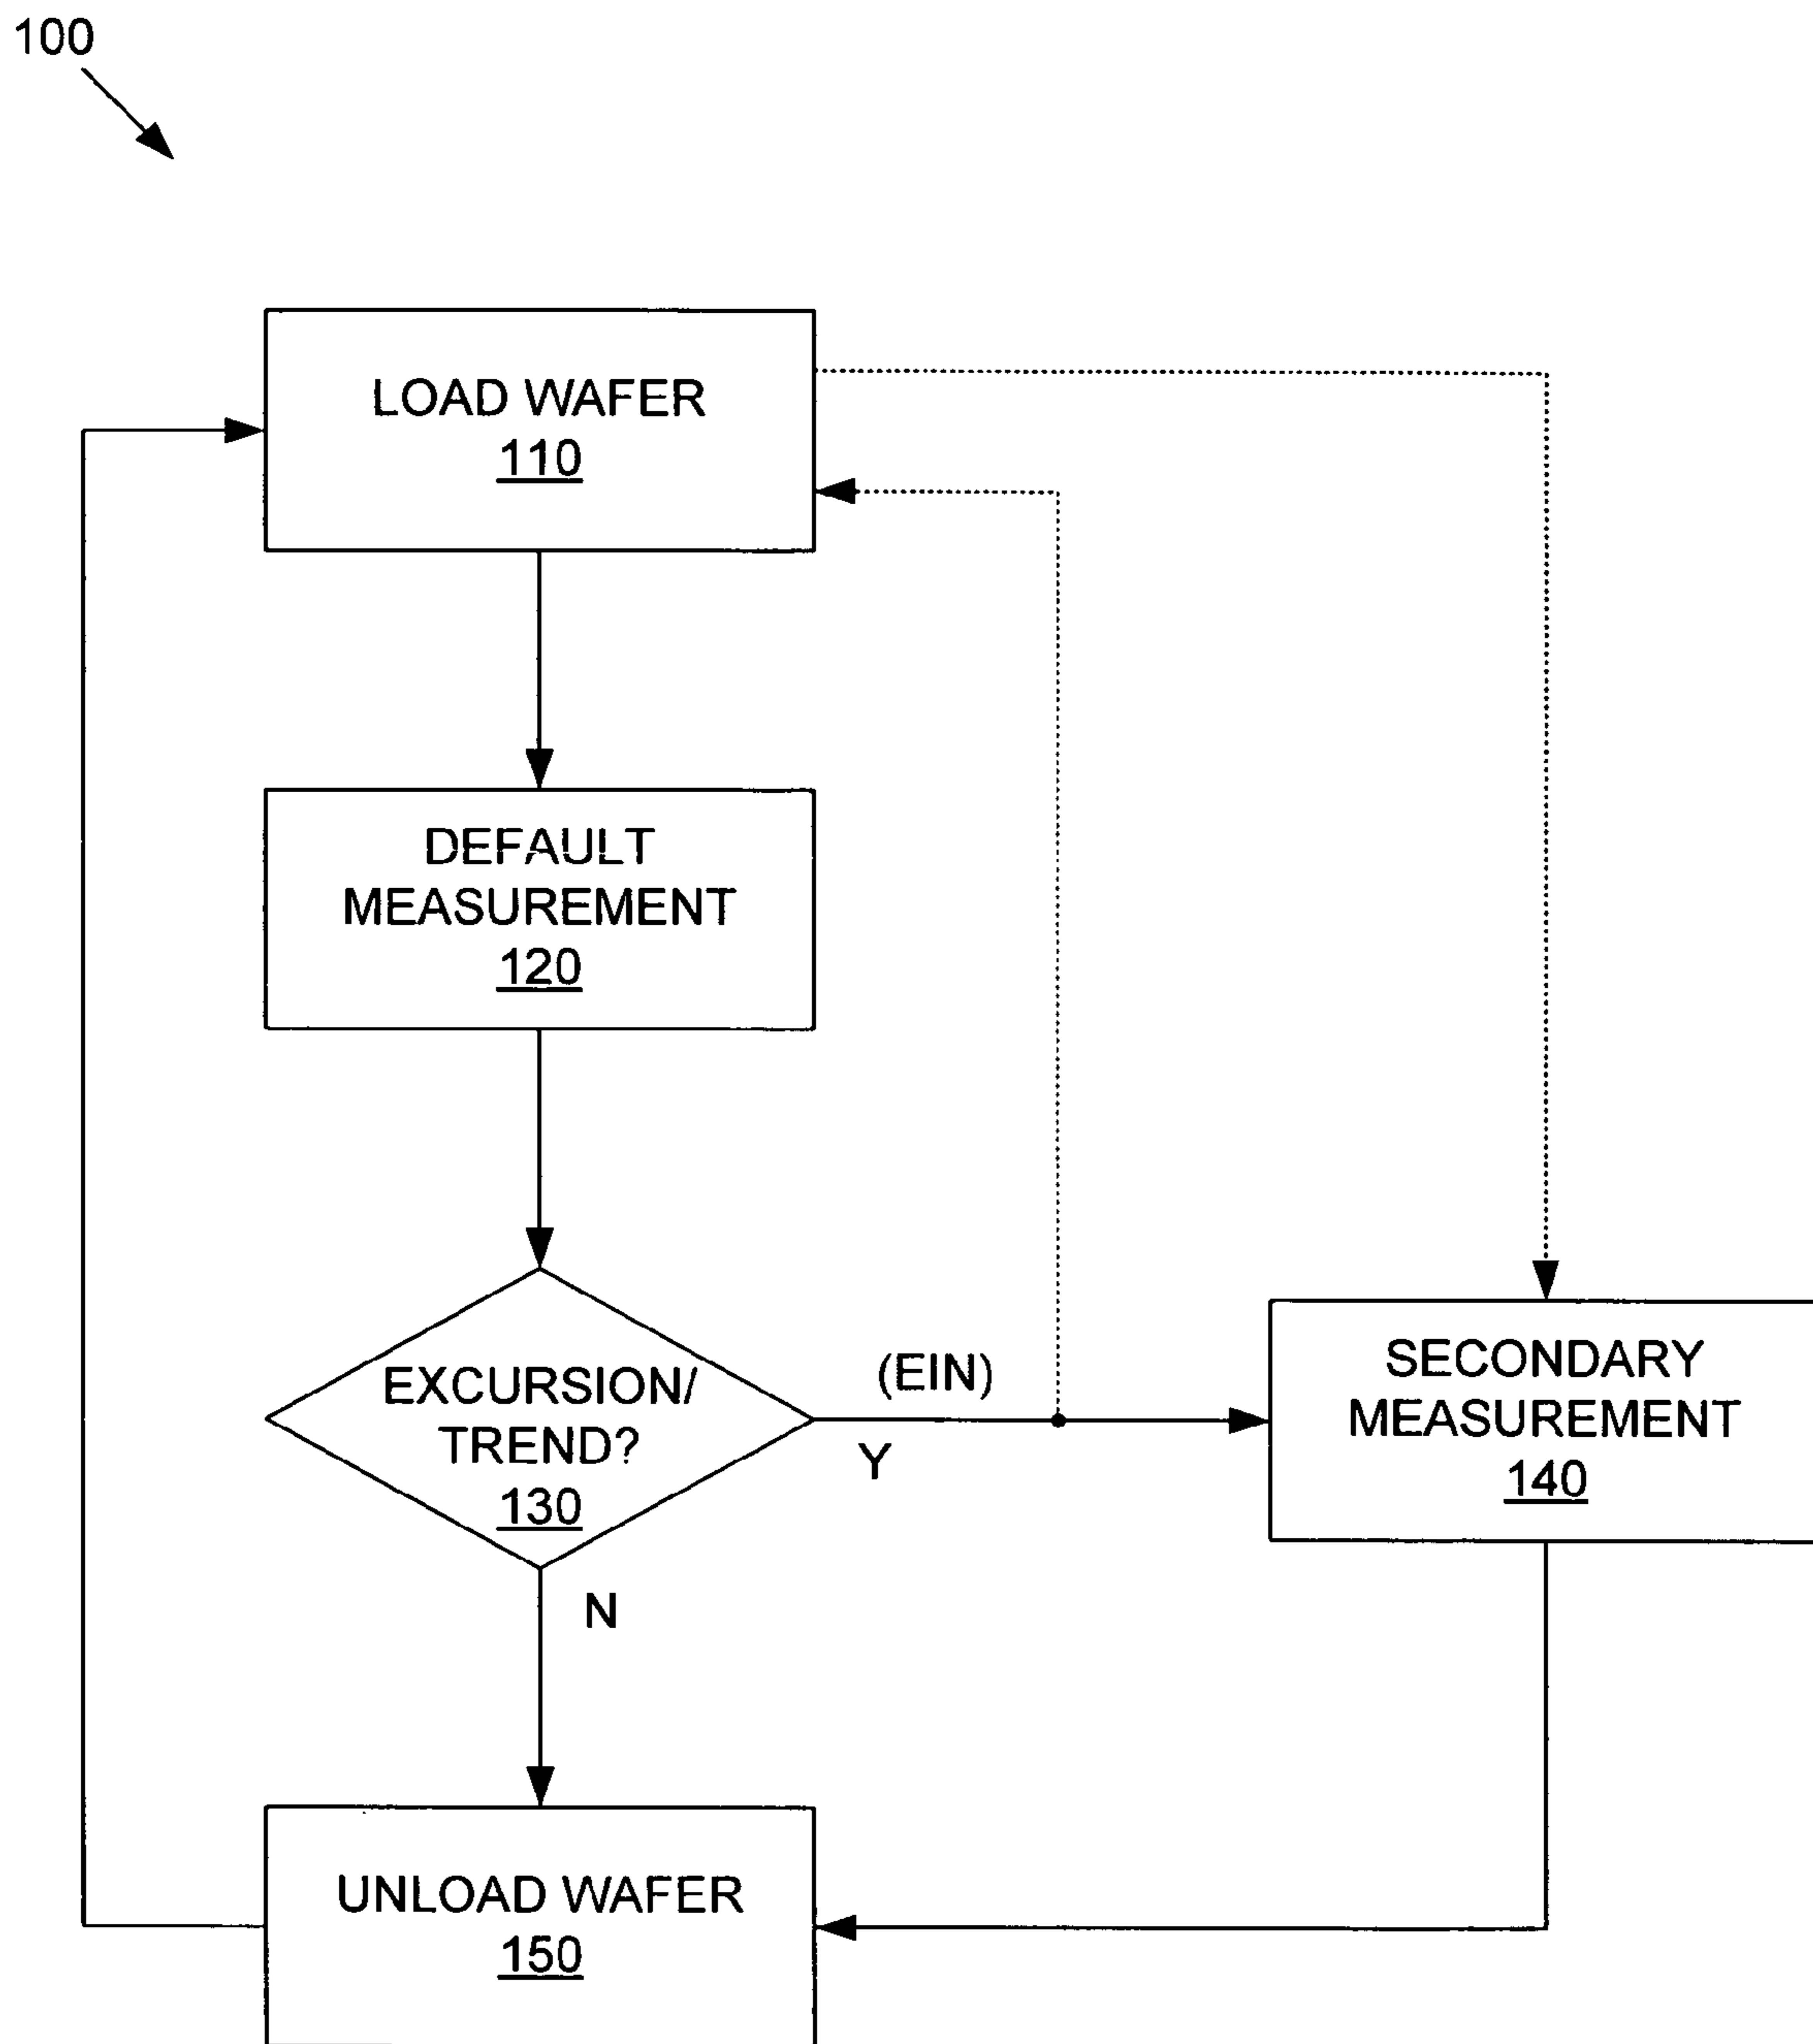 100
LOAD WAFER
110
DEFAULT
MEASUREMENT
120
EXCURSION/
TREND?
130
(EIN)
Y
N
SECONDARY
MEASUREMENT
140
UNLOAD WAFER
150